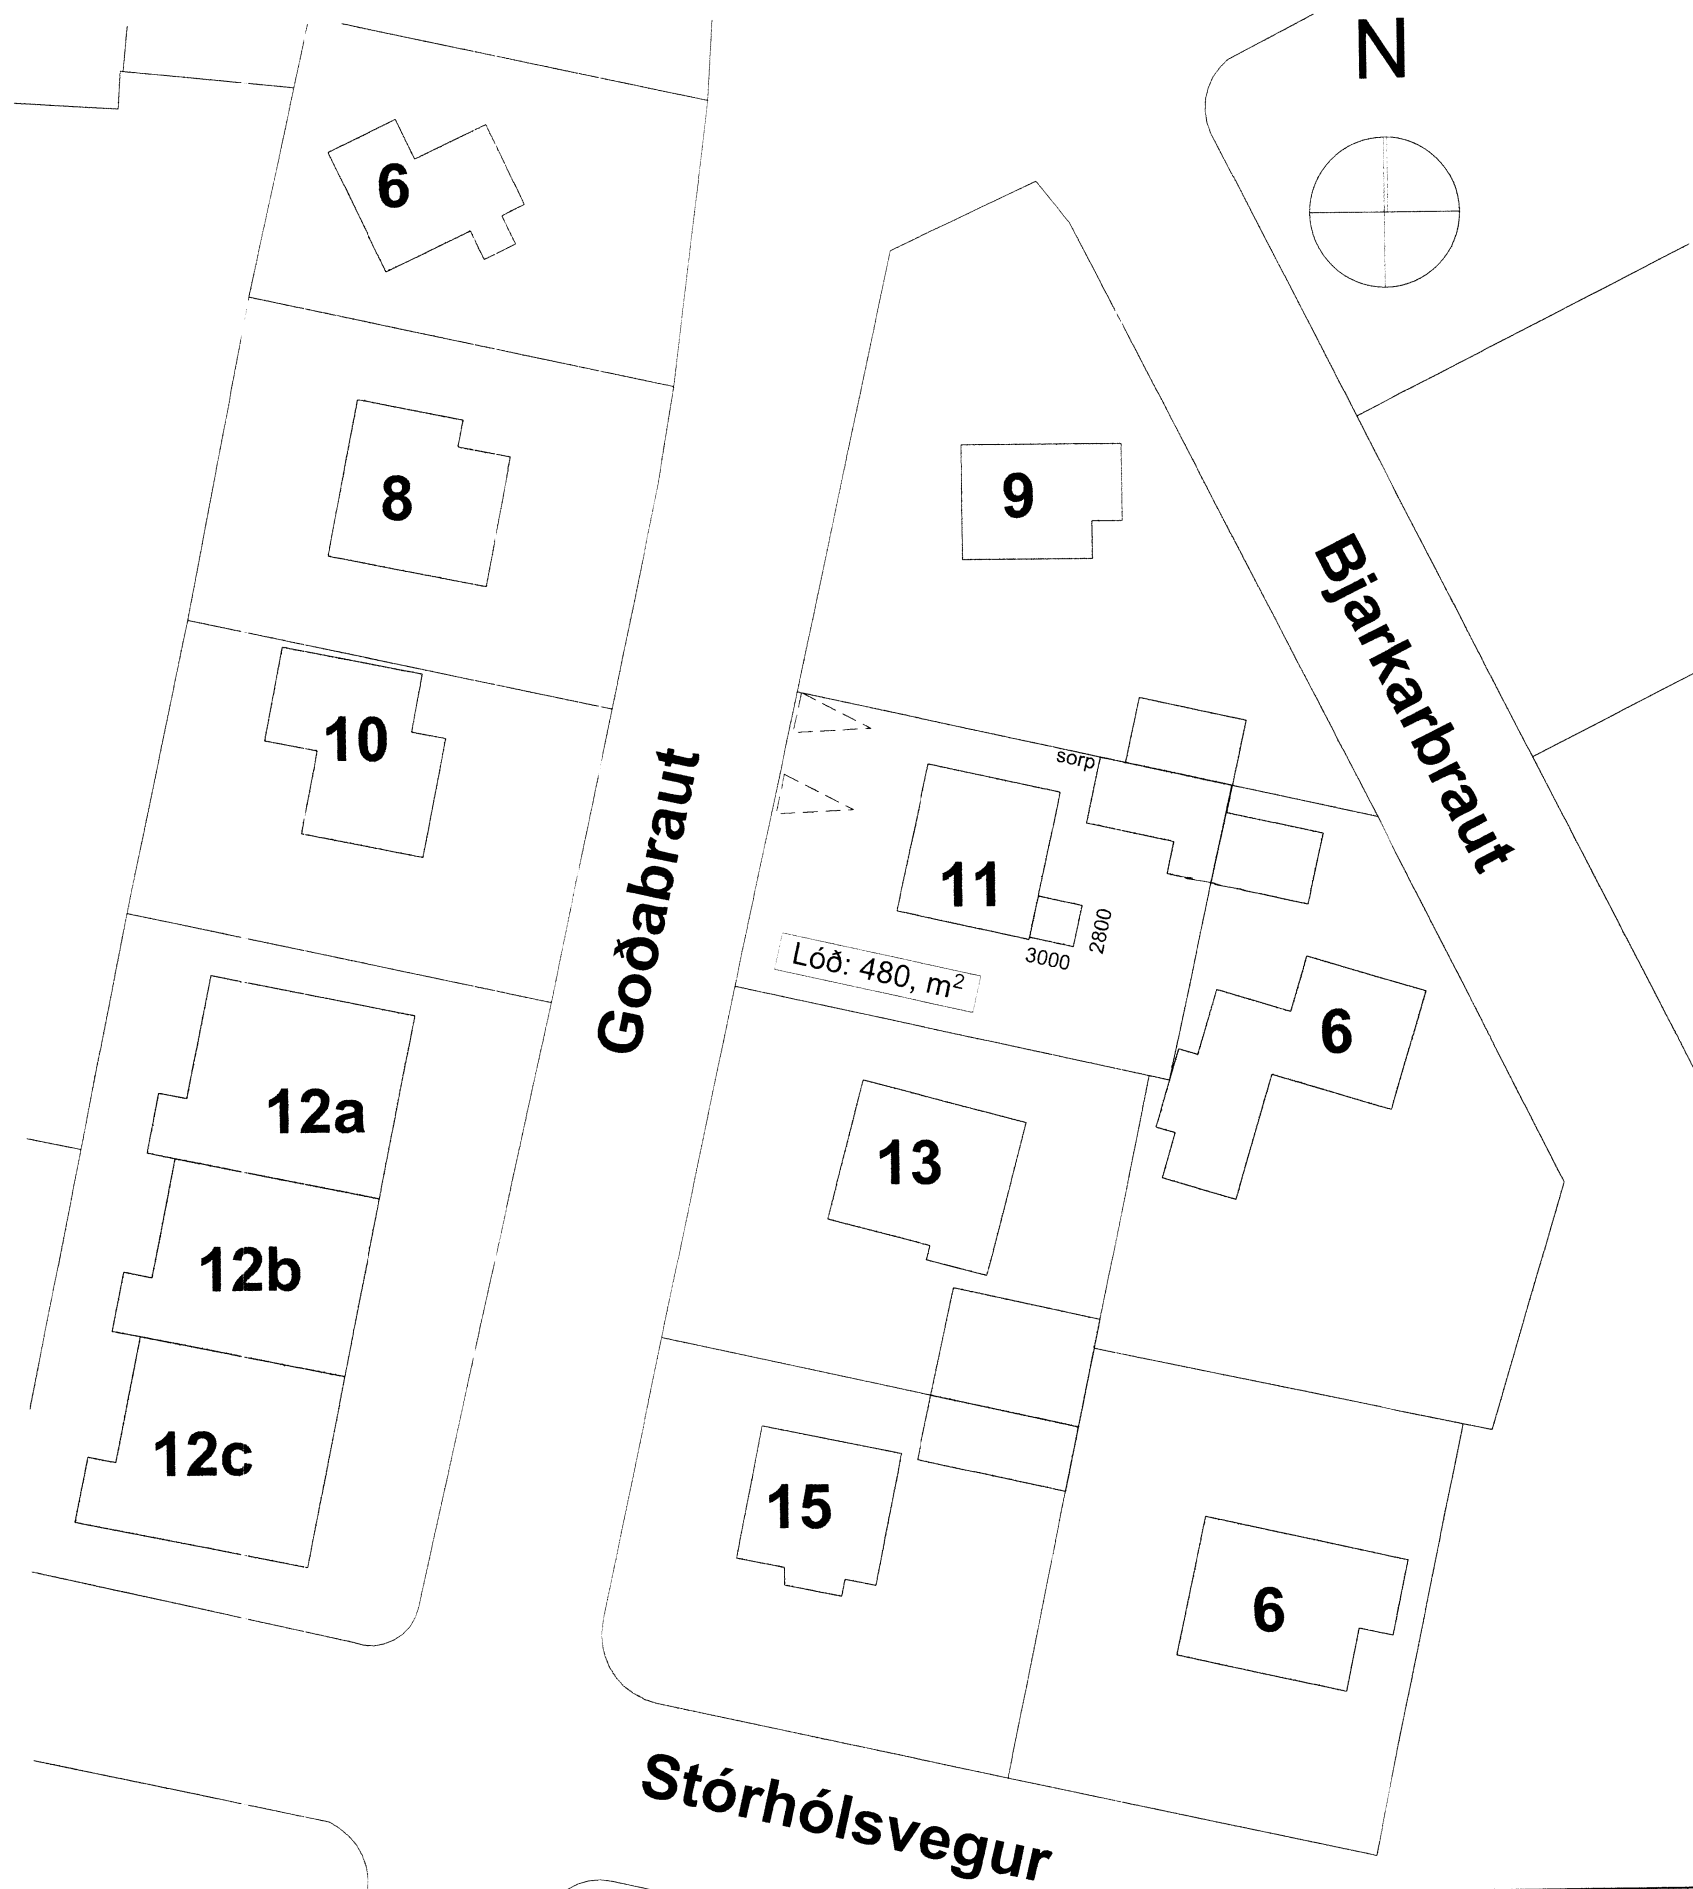 N
6
8
9
Bjarkarbraut
10
sorp
Goðabraut
11
2800
3000
Lóð: 480, m²
6
12a
13
12b
12c
15
6
Stórhólsvegur